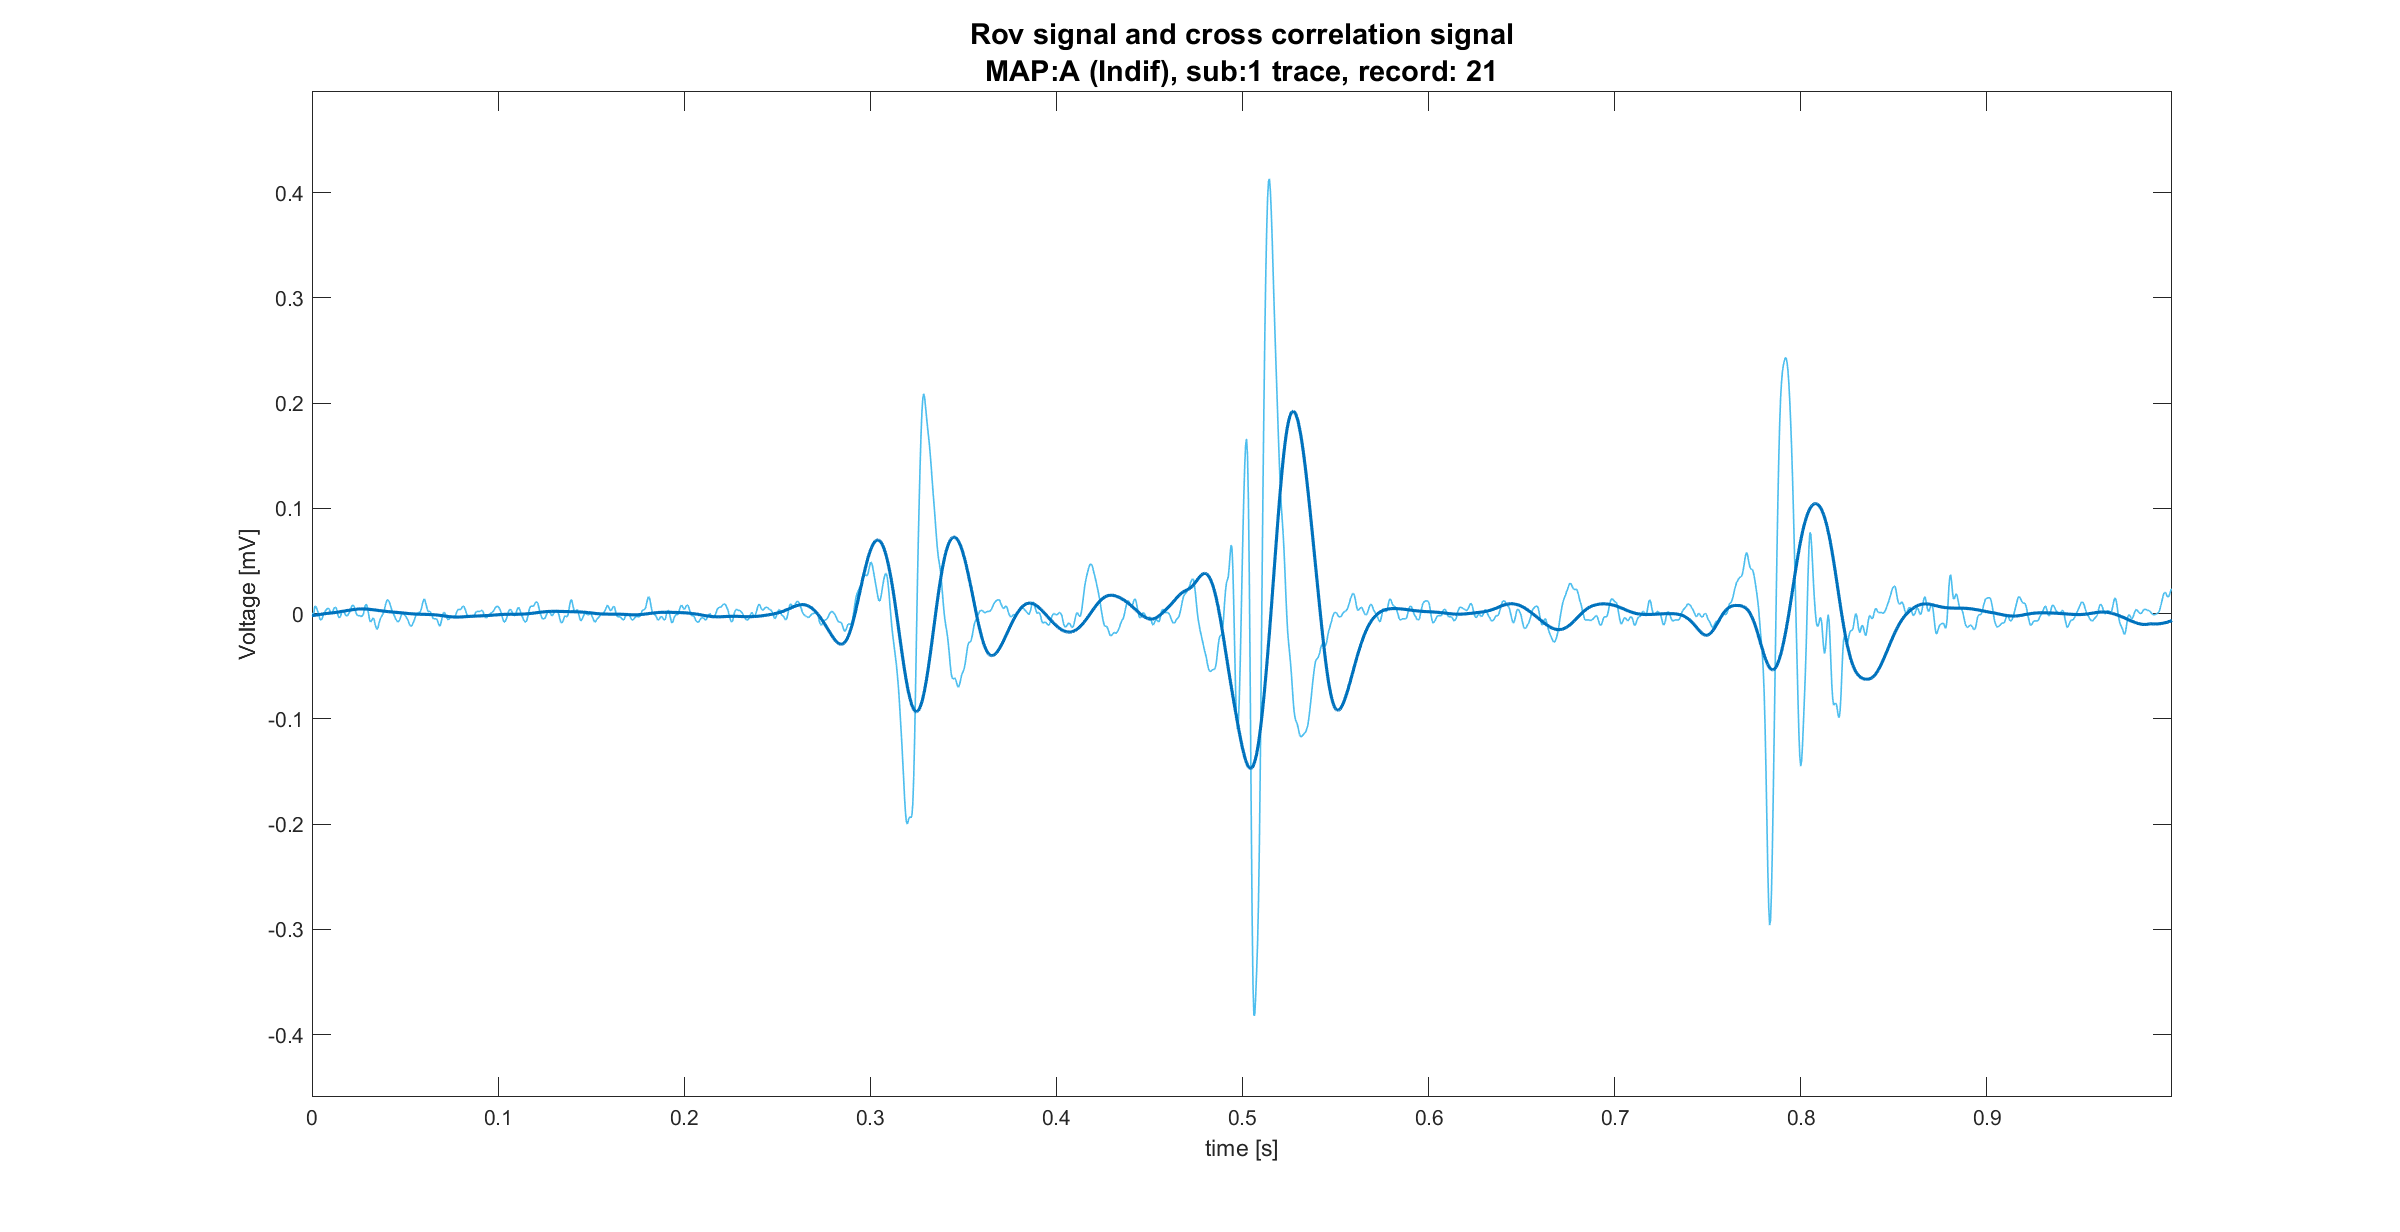 Rov signal and cross correlation signal
MAP:A (Indif), sub:1 trace, record: 21
Voltage [mV]
0.4
0.3
0.2
0.1
0
-0.1
-0.2
-0.3
-0.4
0 0.1 0.2 0.3 0.4 0.5 0.6 0.7 0.8 0.9
time [s]